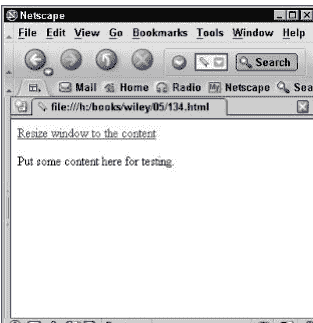 Netscape
File Edit View Go Bookmarks Tools Window Help
Search
Mail Home Radio My Netscape Sea
file:///h:/books/wiley/05/134.html
Resize window to the content
Put some content here for testing.